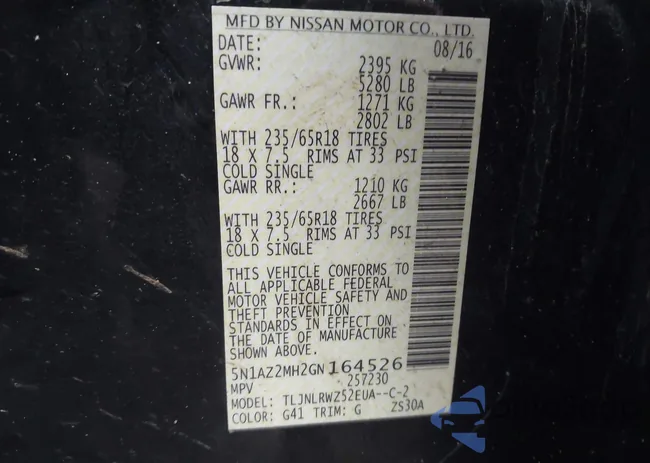 MFD BY NISSAN MOTOR CO., LTD.
DATE: 08/16
GVWR: 2395 KG
5280 LB
GAWR FR.: 1271 KG
2802 LB
WITH 235/65R18 TIRES
18 X 7.5 RIMS AT 33 PSI
COLD SINGLE
GAWR RR.: 1210 KG
2667 LB
WITH 235/65R18 TIRES
18 X 7.5 RIMS AT 33 PSI
COLD SINGLE
THIS VEHICLE CONFORMS TO
ALL APPLICABLE FEDERAL
MOTOR VEHICLE SAFETY AND
THEFT PREVENTION
STANDARDS IN EFFECT ON
THE DATE OF MANUFACTURE
SHOWN ABOVE.
5N1AZ2MH2GN164526
MPV 257230
MODEL: TLJNLRWZ52EUA--C-2
COLOR: G41 TRIM: G ZS30A